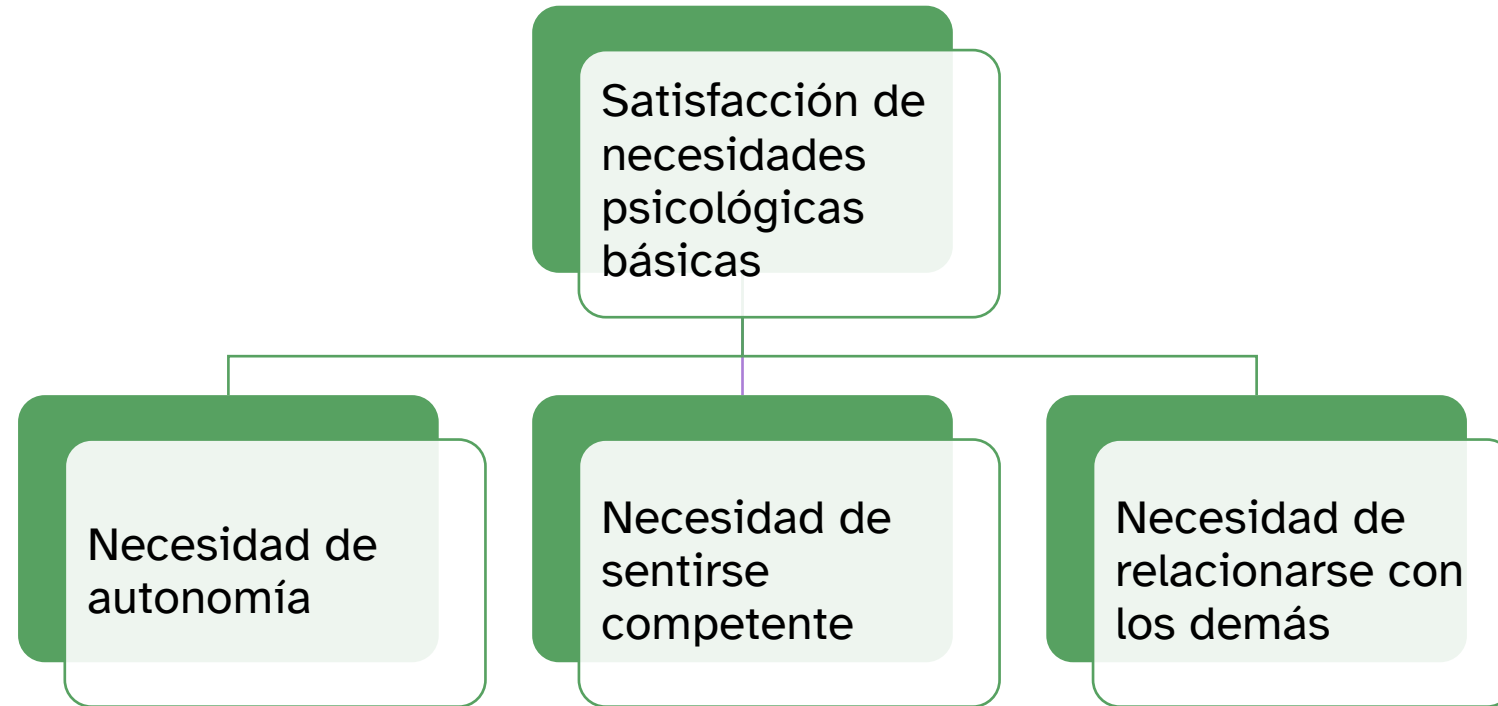 Satisfacción de
necesidades
psicológicas
básicas
Necesidad de
autonomía
Necesidad de
sentirse
competente
Necesidad de
relacionarse con
los demás